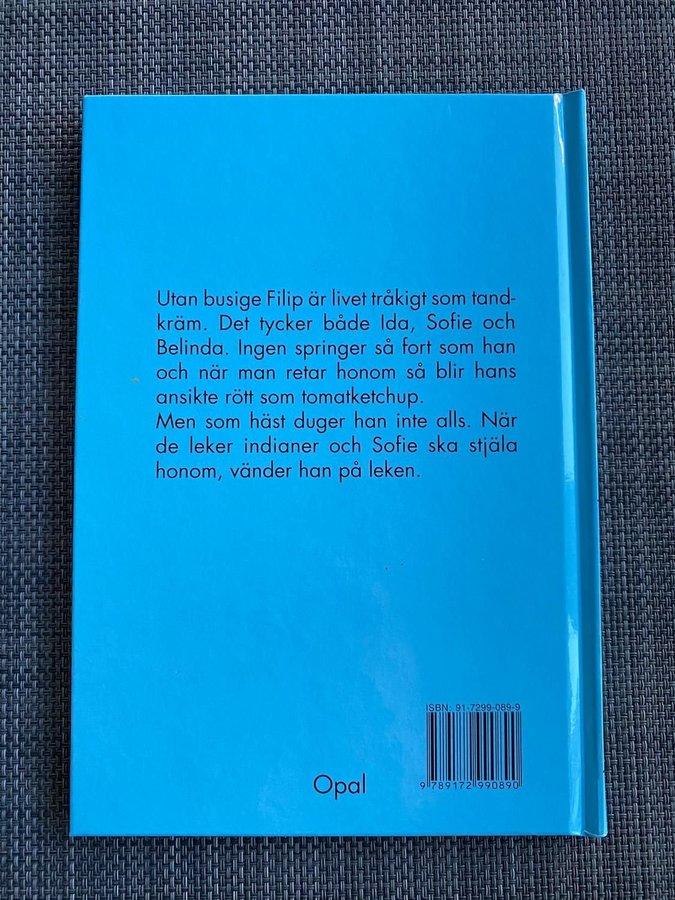 Utan busige Filip är livet tråkigt som tand-
kräm. Det tycker både Ida, Sofie och
Belinda. Ingen springer så fort som han
och när man retar honom så blir hans
ansikte rött som tomatketchup.
Men som häst duger han inte alls. När
de leker indianer och Sofie ska stjäla
honom, vänder han på leken.
ISBN: 91-7299-089-9
9 789172 990890
Opal